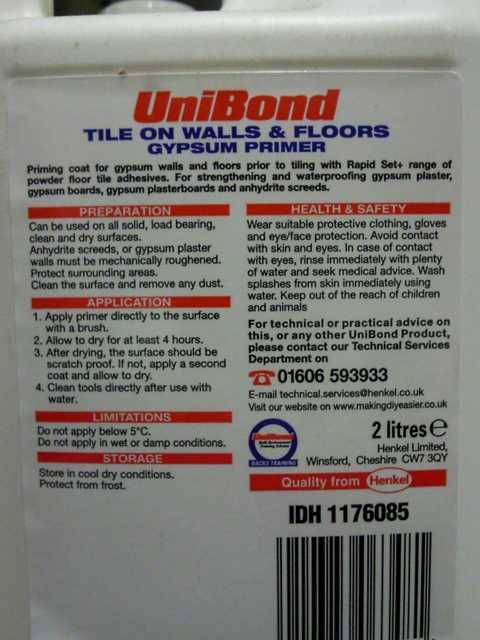 UniBond
TILE ON WALLS & FLOORS
GYPSUM PRIMER
Priming coat for gypsum walls and floors prior to tiling with Rapid Set+ range of
powder floor tile adhesives. For strengthening and waterproofing gypsum plaster,
gypsum boards, gypsum plasterboards and anhydrite screeds.
PREPARATION
Can be used on all solid, load bearing,
clean and dry surfaces.
Anhydrite screeds, or gypsum plaster
walls must be mechanically roughened.
Protect surrounding areas.
Clean the surface and remove any dust.
APPLICATION
1. Apply primer directly to the surface
with a brush.
2. Allow to dry for at least 4 hours.
3. After drying, the surface should be
scratch proof. If not, apply a second
coat and allow to dry.
4. Clean tools directly after use with
water.
LIMITATIONS
Do not apply below 5°C.
Do not apply in wet or damp conditions.
STORAGE
Store in cool dry conditions.
Protect from frost.
HEALTH & SAFETY
Wear suitable protective clothing, gloves
and eye/face protection. Avoid contact
with skin and eyes. In case of contact
with eyes, rinse immediately with plenty
of water and seek medical advice. Wash
splashes from skin immediately using
water. Keep out of the reach of children
and animals
For technical or practical advice on
this, or any other UniBond Product,
please contact our Technical Services
Department on
☎01606 593933
E-mail technical.services@henkel.co.uk
Visit our website on www.makingdiyeasier.co.uk
UniBond
BACKS TRAINING
2 litres e
Henkel Limited,
Winsford, Cheshire CW7 3QY
Quality from Henkel
IDH 1176085